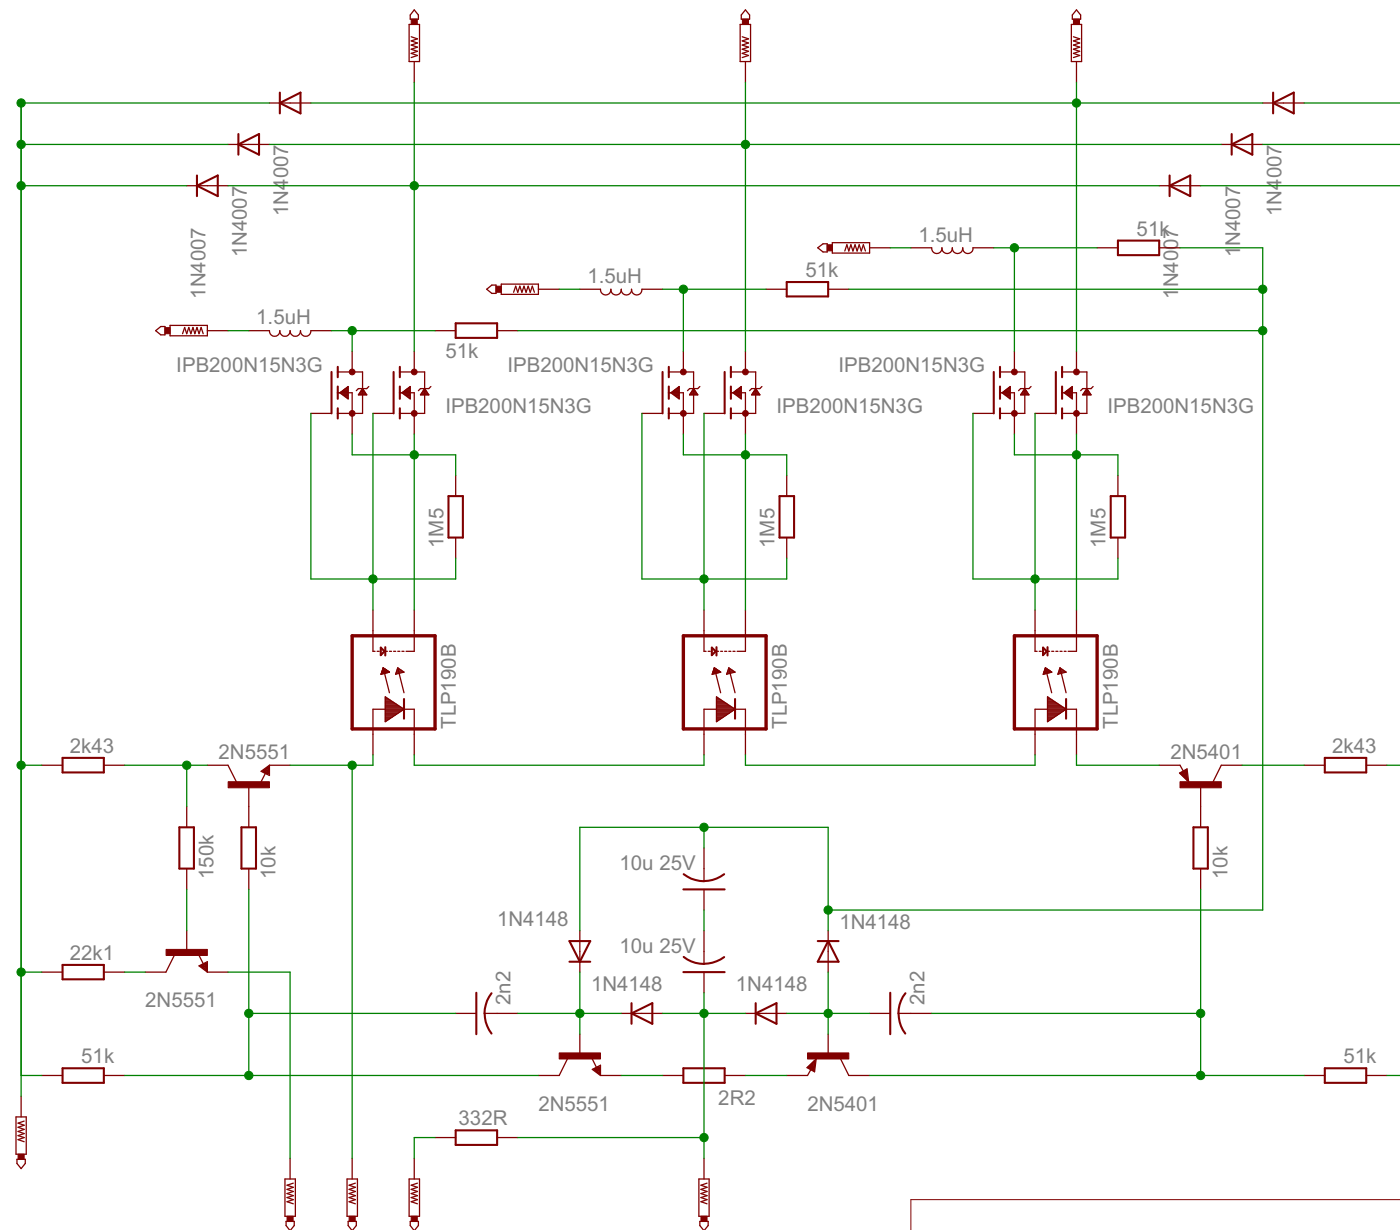 1N4007
1N4007
1N4007
1N4007
1N4007
1N4007
1.5uH
51k
1.5uH
51k
1.5uH
51k
IPB200N15N3G
IPB200N15N3G
IPB200N15N3G
IPB200N15N3G
IPB200N15N3G
IPB200N15N3G
1M5
1M5
1M5
TLP190B
TLP190B
TLP190B
2k43
2N5551
2N5401
2k43
150k
10k
10u 25V
10k
1N4148
1N4148
22k1
10u 25V
2N5551
2n2
1N4148
1N4148
2n2
51k
51k
2N5551
2R2
2N5401
332R